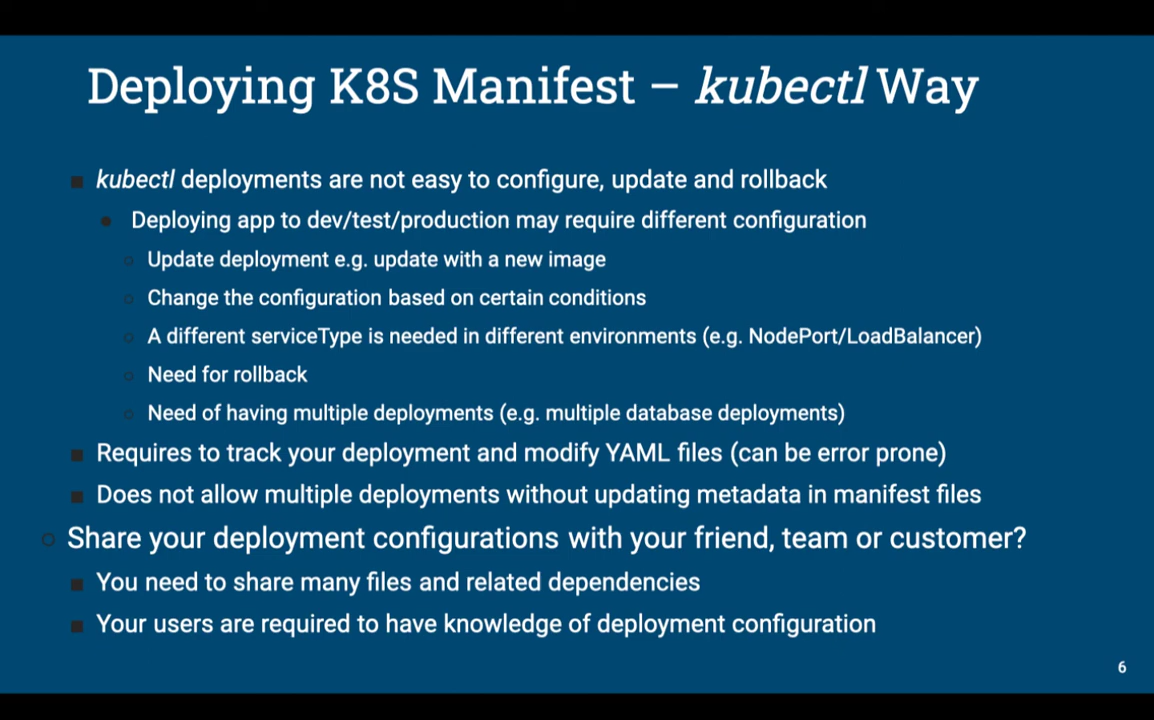 Deploying K8S Manifest – kubectl Way
kubectl deployments are not easy to configure, update and rollback
Deploying app to dev/test/production may require different configuration
Update deployment e.g. update with a new image
Change the configuration based on certain conditions
A different serviceType is needed in different environments (e.g. NodePort/LoadBalancer)
Need for rollback
Need of having multiple deployments (e.g. multiple database deployments)
Requires to track your deployment and modify YAML files (can be error prone)
Does not allow multiple deployments without updating metadata in manifest files
Share your deployment configurations with your friend, team or customer?
You need to share many files and related dependencies
Your users are required to have knowledge of deployment configuration
6